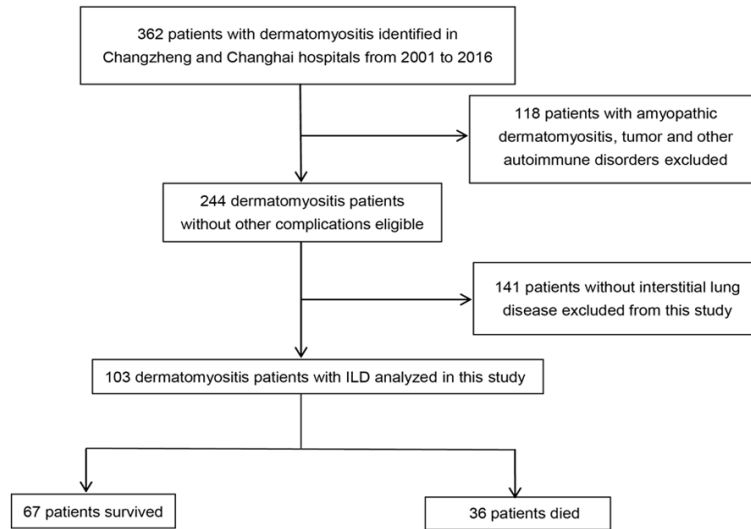 362 patients with dermatomyositis identified in
Changzheng and Changhai hospitals from 2001 to 2016
118 patients with amyopathic
dermatomyositis, tumor and other
autoimmune disorders excluded
244 dermatomyositis patients
without other complications eligible
141 patients without interstitial lung
disease excluded from this study
103 dermatomyositis patients with ILD analyzed in this study
67 patients survived
36 patients died